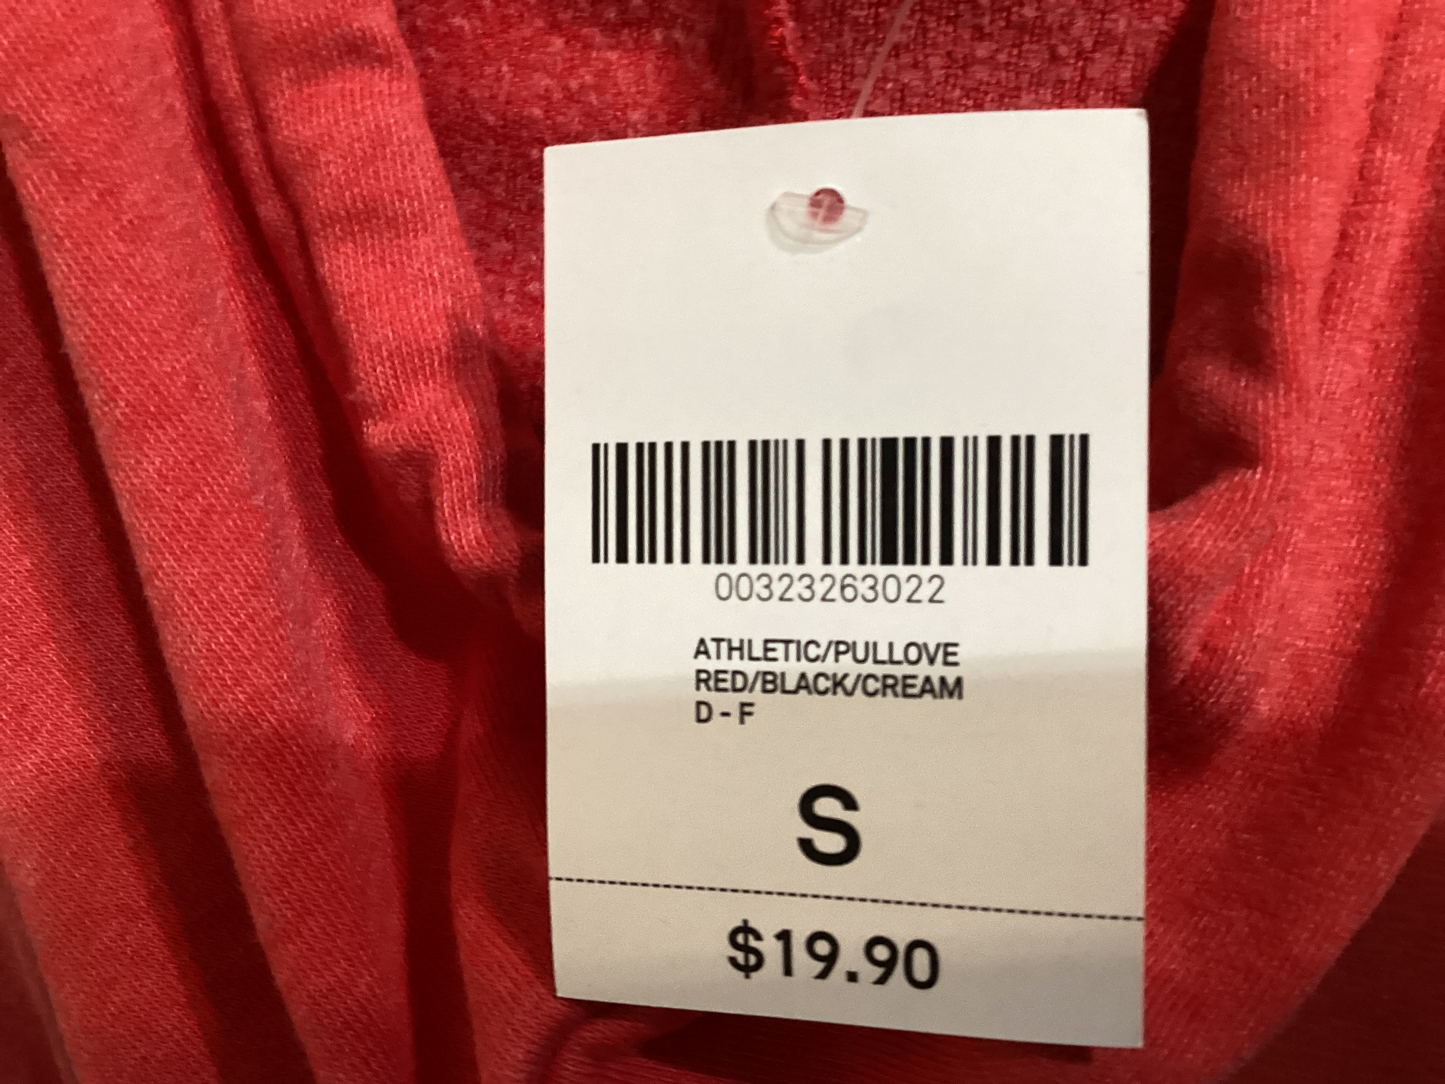 00323263022
ATHLETIC/PULLOVE
RED/BLACK/CREAM
D - F
S
$19.90